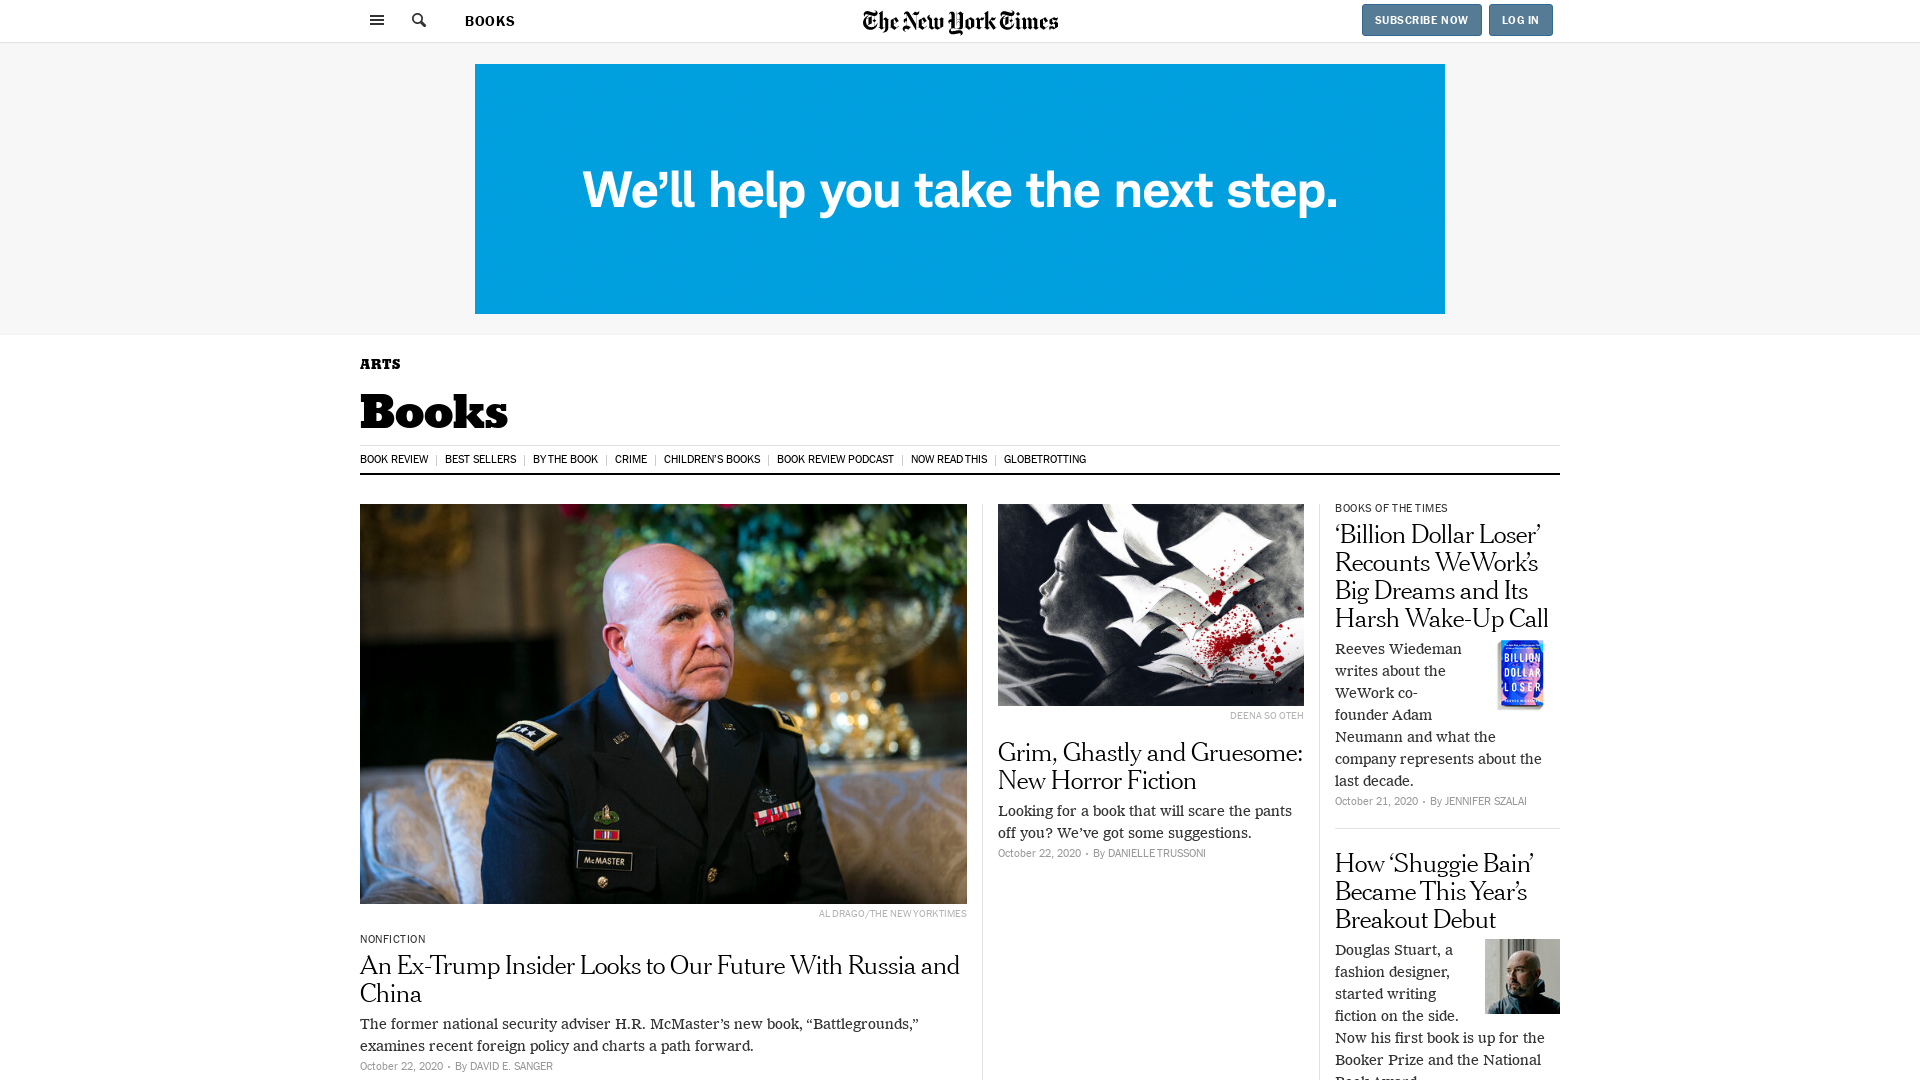 BOOKS
The New York Times
SUBSCRIBE NOW
LOG IN
We’ll help you take the next step.
ARTS
Books
BOOK REVIEW
BEST SELLERS
BY THE BOOK
CRIME
CHILDREN’S BOOKS
BOOK REVIEW PODCAST
NOW READ THIS
GLOBETROTTING
McMASTER
AL DRAGO/THE NEW YORK TIMES
NONFICTION
An Ex-Trump Insider Looks to Our Future With Russia and
China
The former national security adviser H.R. McMaster’s new book, “Battlegrounds,”
examines recent foreign policy and charts a path forward.
October 22, 2020 • By DAVID E. SANGER
DEENA SO OTEH
Grim, Ghastly and Gruesome:
New Horror Fiction
Looking for a book that will scare the pants
off you? We’ve got some suggestions.
October 22, 2020 • By DANIELLE TRUSSONI
BOOKS OF THE TIMES
‘Billion Dollar Loser’
Recounts WeWork’s
Big Dreams and Its
Harsh Wake-Up Call
Reeves Wiedeman
writes about the
WeWork co-
founder Adam
Neumann and what the
company represents about the
last decade.
BILLION
DOLLAR
LOSER
October 21, 2020 • By JENNIFER SZALAI
How ‘Shuggie Bain’
Became This Year’s
Breakout Debut
Douglas Stuart, a
fashion designer,
started writing
fiction on the side.
Now his first book is up for the
Booker Prize and the National
Book Award.